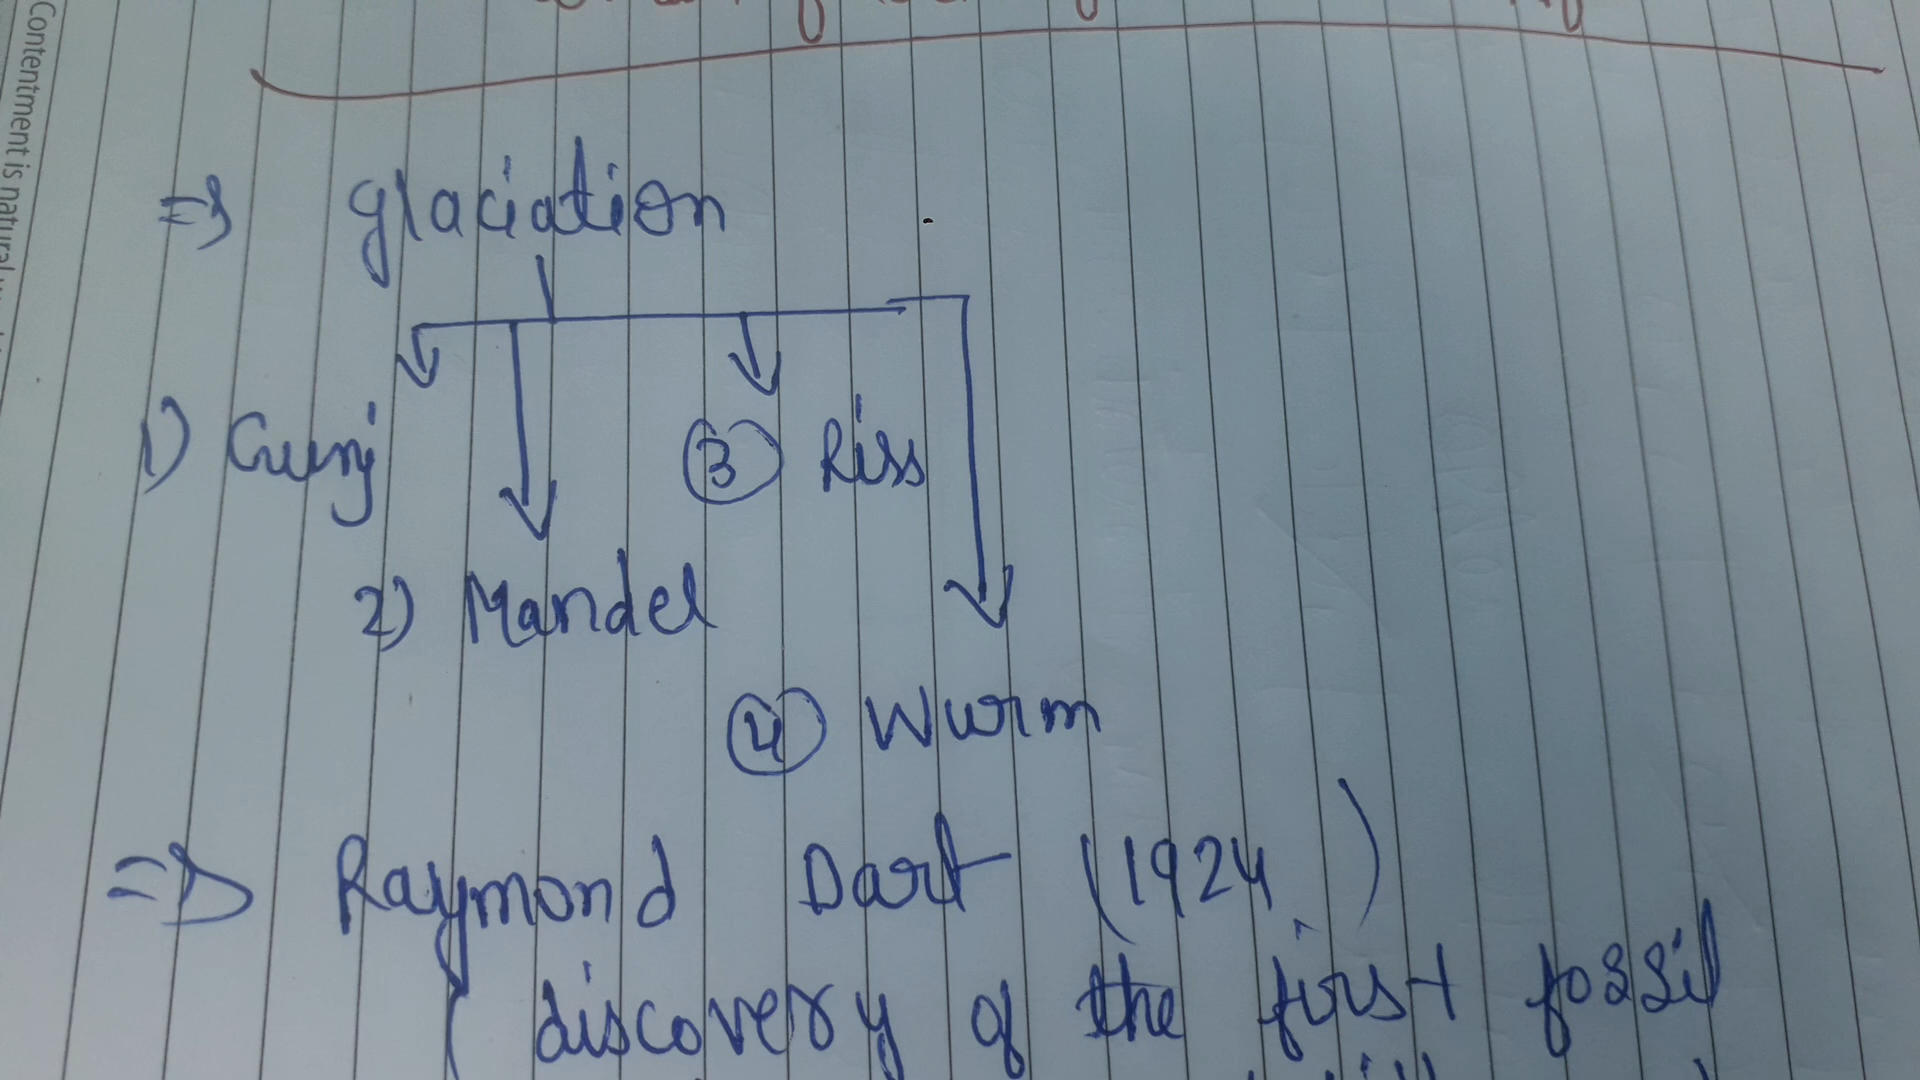 Contentment is natural
=> glaciation
1) Gunj
③ Riss
2) Mandel
④ Wurm
=> Raymond Dart (1924)
( discovery of the first fossil